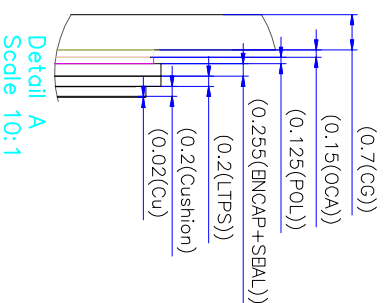 (0.7(CG))
(0.15(OCA))
(0.125(POL))
(0.255(ENCAP+SEAL))
(0.2(LTPS))
(0.2(Cushion)
(0.02(Cu)
Detail A
Scale 10:1